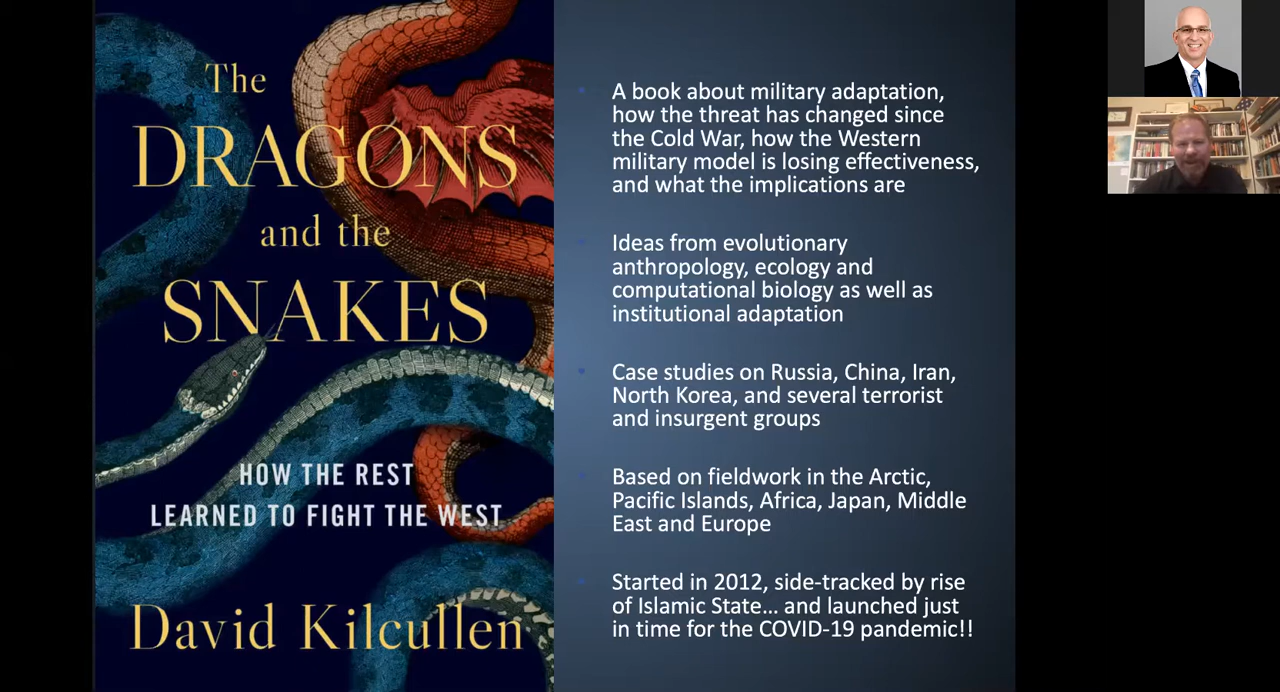 The
DRAGONS
and the
SNAKES
HOW THE REST
LEARNED TO FIGHT THE WEST
David Kilcullen
• A book about military adaptation,
how the threat has changed since
the Cold War, how the Western
military model is losing effectiveness,
and what the implications are
• Ideas from evolutionary
anthropology, ecology and
computational biology as well as
institutional adaptation
• Case studies on Russia, China, Iran,
North Korea, and several terrorist
and insurgent groups
• Based on fieldwork in the Arctic,
Pacific Islands, Africa, Japan, Middle
East and Europe
• Started in 2012, side-tracked by rise
of Islamic State... and launched just
in time for the COVID-19 pandemic!!